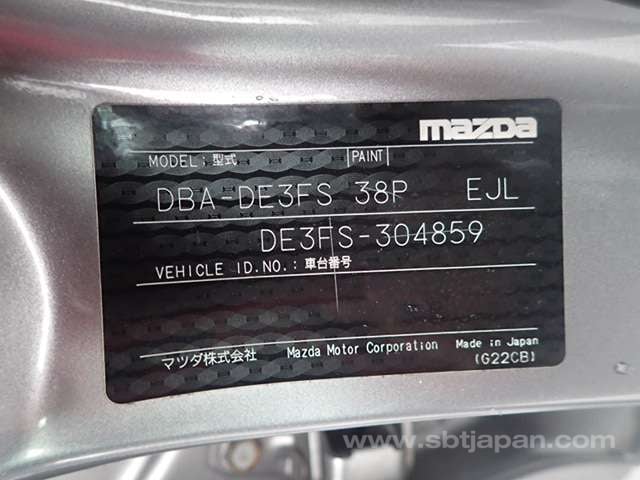 mazda
MODEL;型式 PAINT
DBA-DE3FS 38P EJL
DE3FS-304859
VEHICLE ID.NO.:車台番号
マツダ株式会社 Mazda Motor Corporation Made in Japan
(G22CB)
www.sbtjapan.com